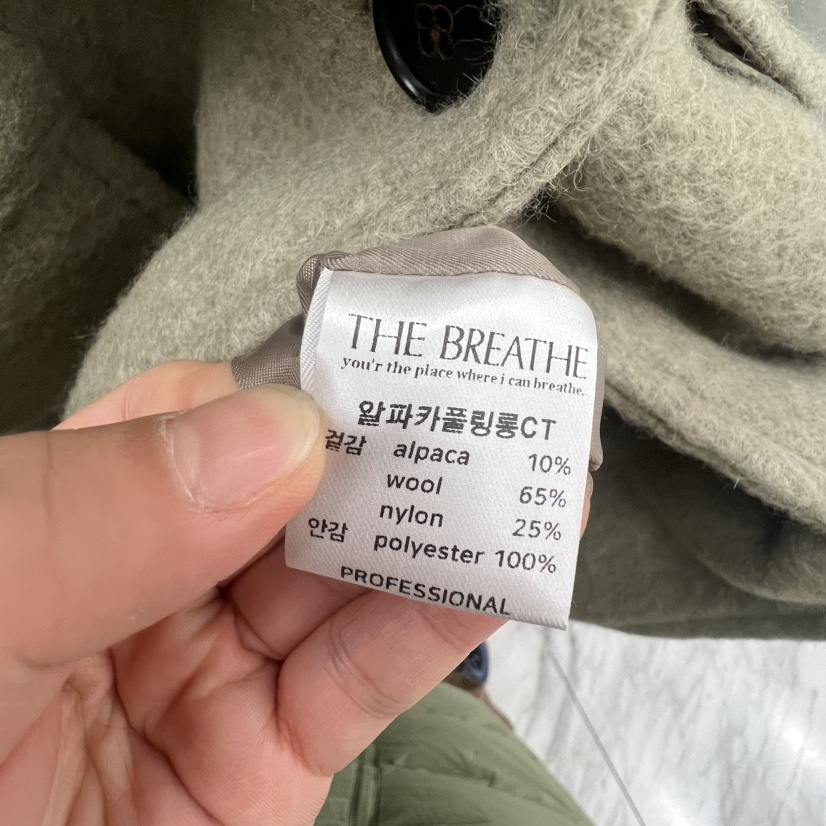 THE BREATHE
you'r the place where i can breathe.
알파카폴링롱CT
겉감 alpaca 10%
wool 65%
nylon 25%
안감 polyester 100%
PROFESSIONAL